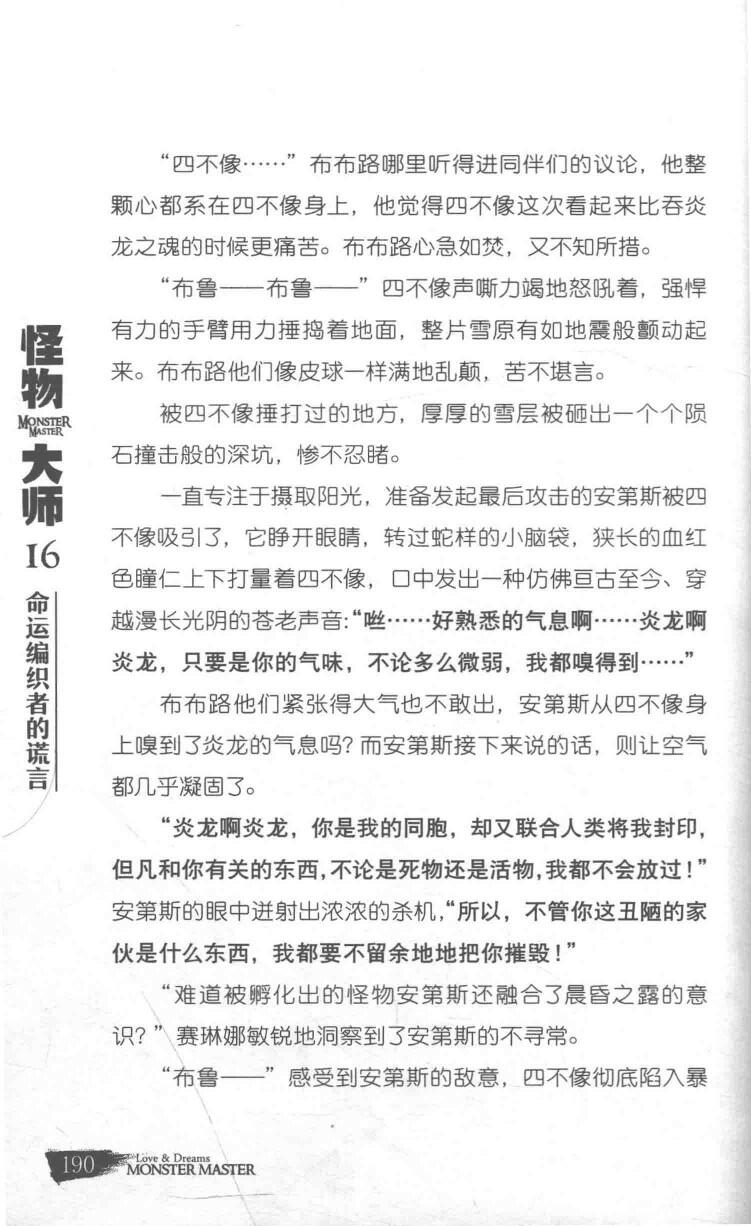 “四不像……”布布路哪里听得进同伴们的议论，他整
颗心都系在四不像身上，他觉得四不像这次看起来比吞炎
龙之魂的时候更痛苦。布布路心急如焚，又不知所措。
“布鲁——布鲁——”四不像声嘶力竭地怒吼着，强悍
有力的手臂用力捶捣着地面，整片雪原有如地震般颤动起
来。布布路他们像皮球一样满地乱颠，苦不堪言。
被四不像捶打过的地方，厚厚的雪层被砸出一个个陨
石撞击般的深坑，惨不忍睹。
一直专注于摄取阳光，准备发起最后攻击的安第斯被四
不像吸引了，它睁开眼睛，转过蛇样的小脑袋，狭长的血红
色瞳仁上下打量着四不像，口中发出一种仿佛亘古至今、穿
越漫长光阴的苍老声音:“咝……好熟悉的气息啊……炎龙啊
炎龙，只要是你的气味，不论多么微弱，我都嗅得到……”
布布路他们紧张得大气也不敢出，安第斯从四不像身
上嗅到了炎龙的气息吗？而安第斯接下来说的话，则让空气
都几乎凝固了。
“炎龙啊炎龙，你是我的同胞，却又联合人类将我封印，
但凡和你有关的东西，不论是死物还是活物，我都不会放过！”
安第斯的眼中迸射出浓浓的杀机，“所以，不管你这丑陋的家
伙是什么东西，我都要不留余地地把你摧毁！”
“难道被孵化出的怪物安第斯还融合了晨昏之露的意
识？”赛琳娜敏锐地洞察到了安第斯的不寻常。
“布鲁——”感受到安第斯的敌意，四不像彻底陷入暴
怪物
MONSTER
MASTER
大师
16
命运编织者的谎言
190
Love & Dreams
MONSTER MASTER